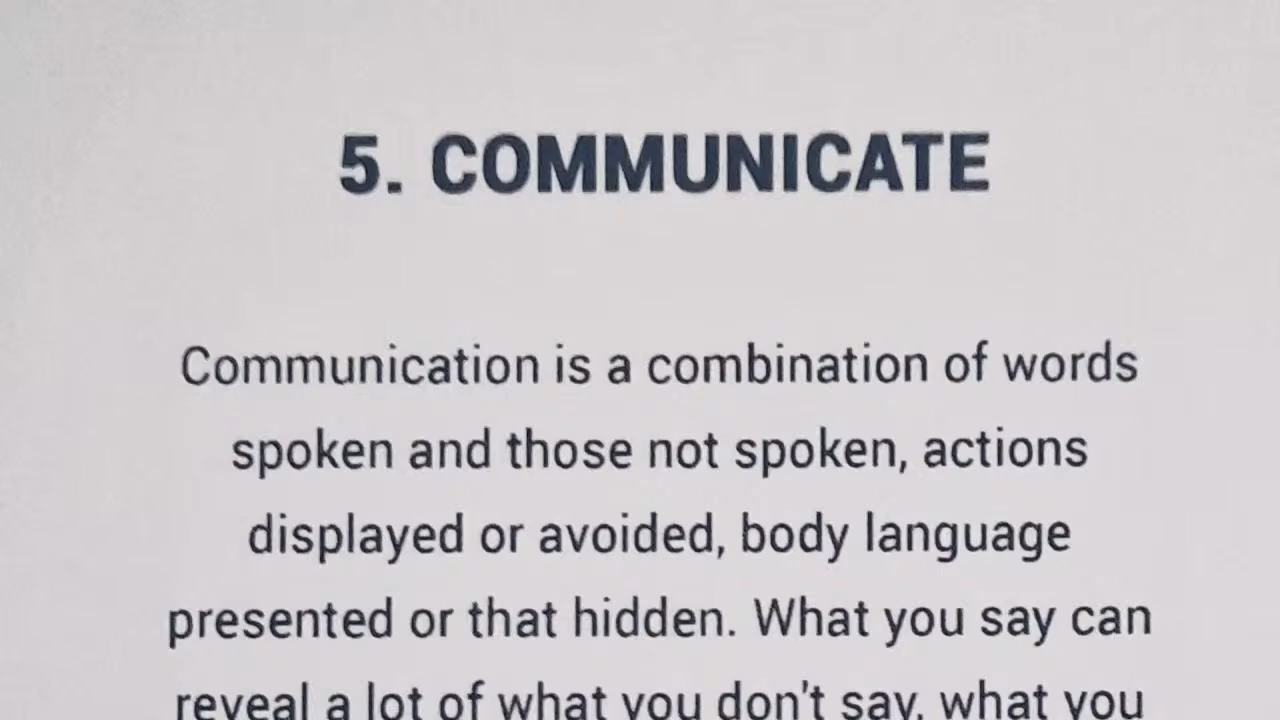 5. COMMUNICATE
Communication is a combination of words
spoken and those not spoken, actions
displayed or avoided, body language
presented or that hidden. What you say can
reveal a lot of what you don't say, what you